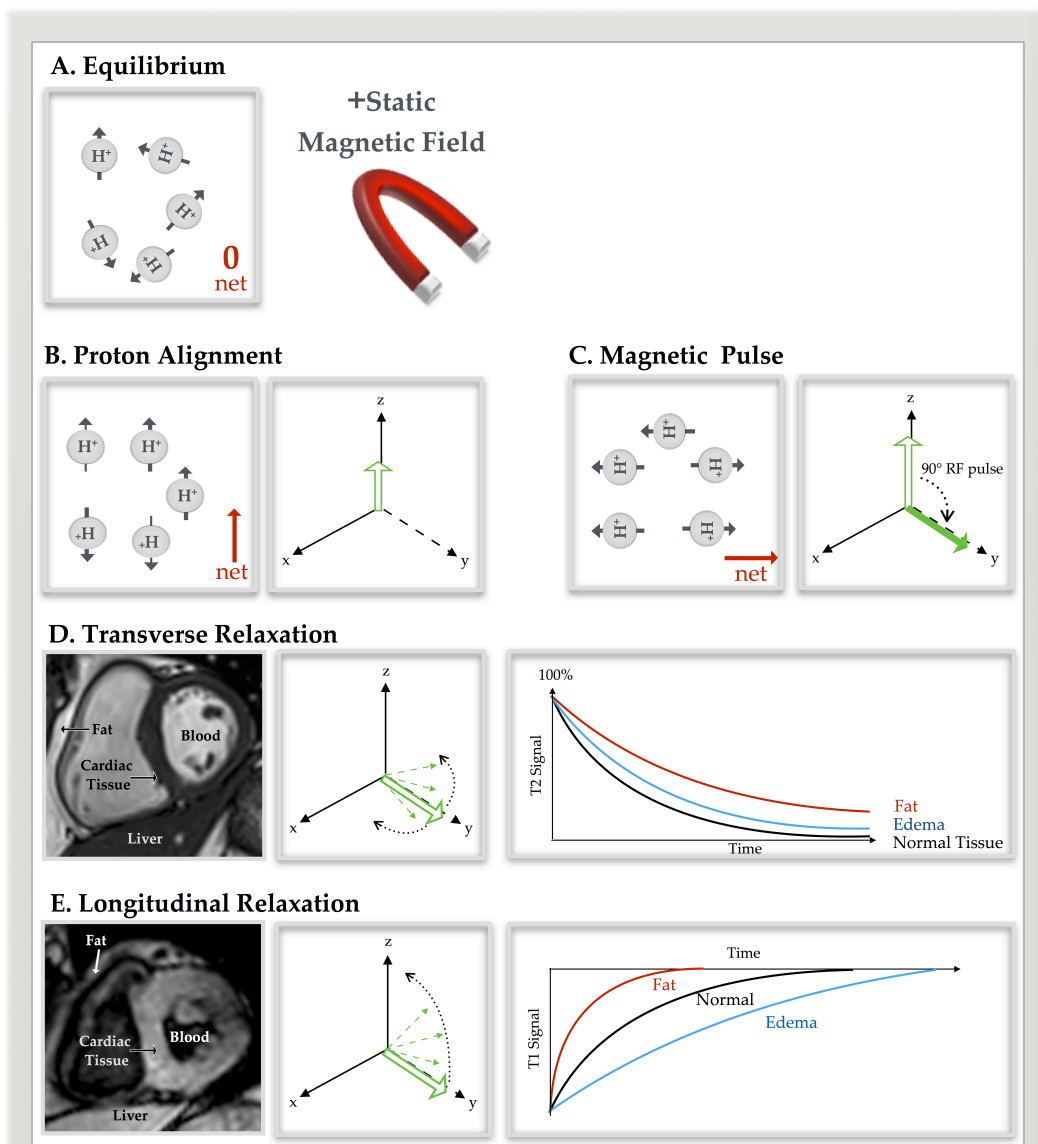 A. Equilibrium
+Static
Magnetic Field
H+
H+
H+
H+
H+
0
net
B. Proton Alignment
C. Magnetic Pulse
H+
H+
H+
H+
H+
net
z
x
y
H+
H+
H+
H+
H+
net
z
90° RF pulse
x
y
D. Transverse Relaxation
Fat
Blood
Cardiac
Tissue
Liver
z
x
y
100%
T2 Signal
Time
Fat
Edema
Normal Tissue
E. Longitudinal Relaxation
Fat
Cardiac
Tissue
Blood
Liver
z
x
y
Time
T1 Signal
Fat
Normal
Edema